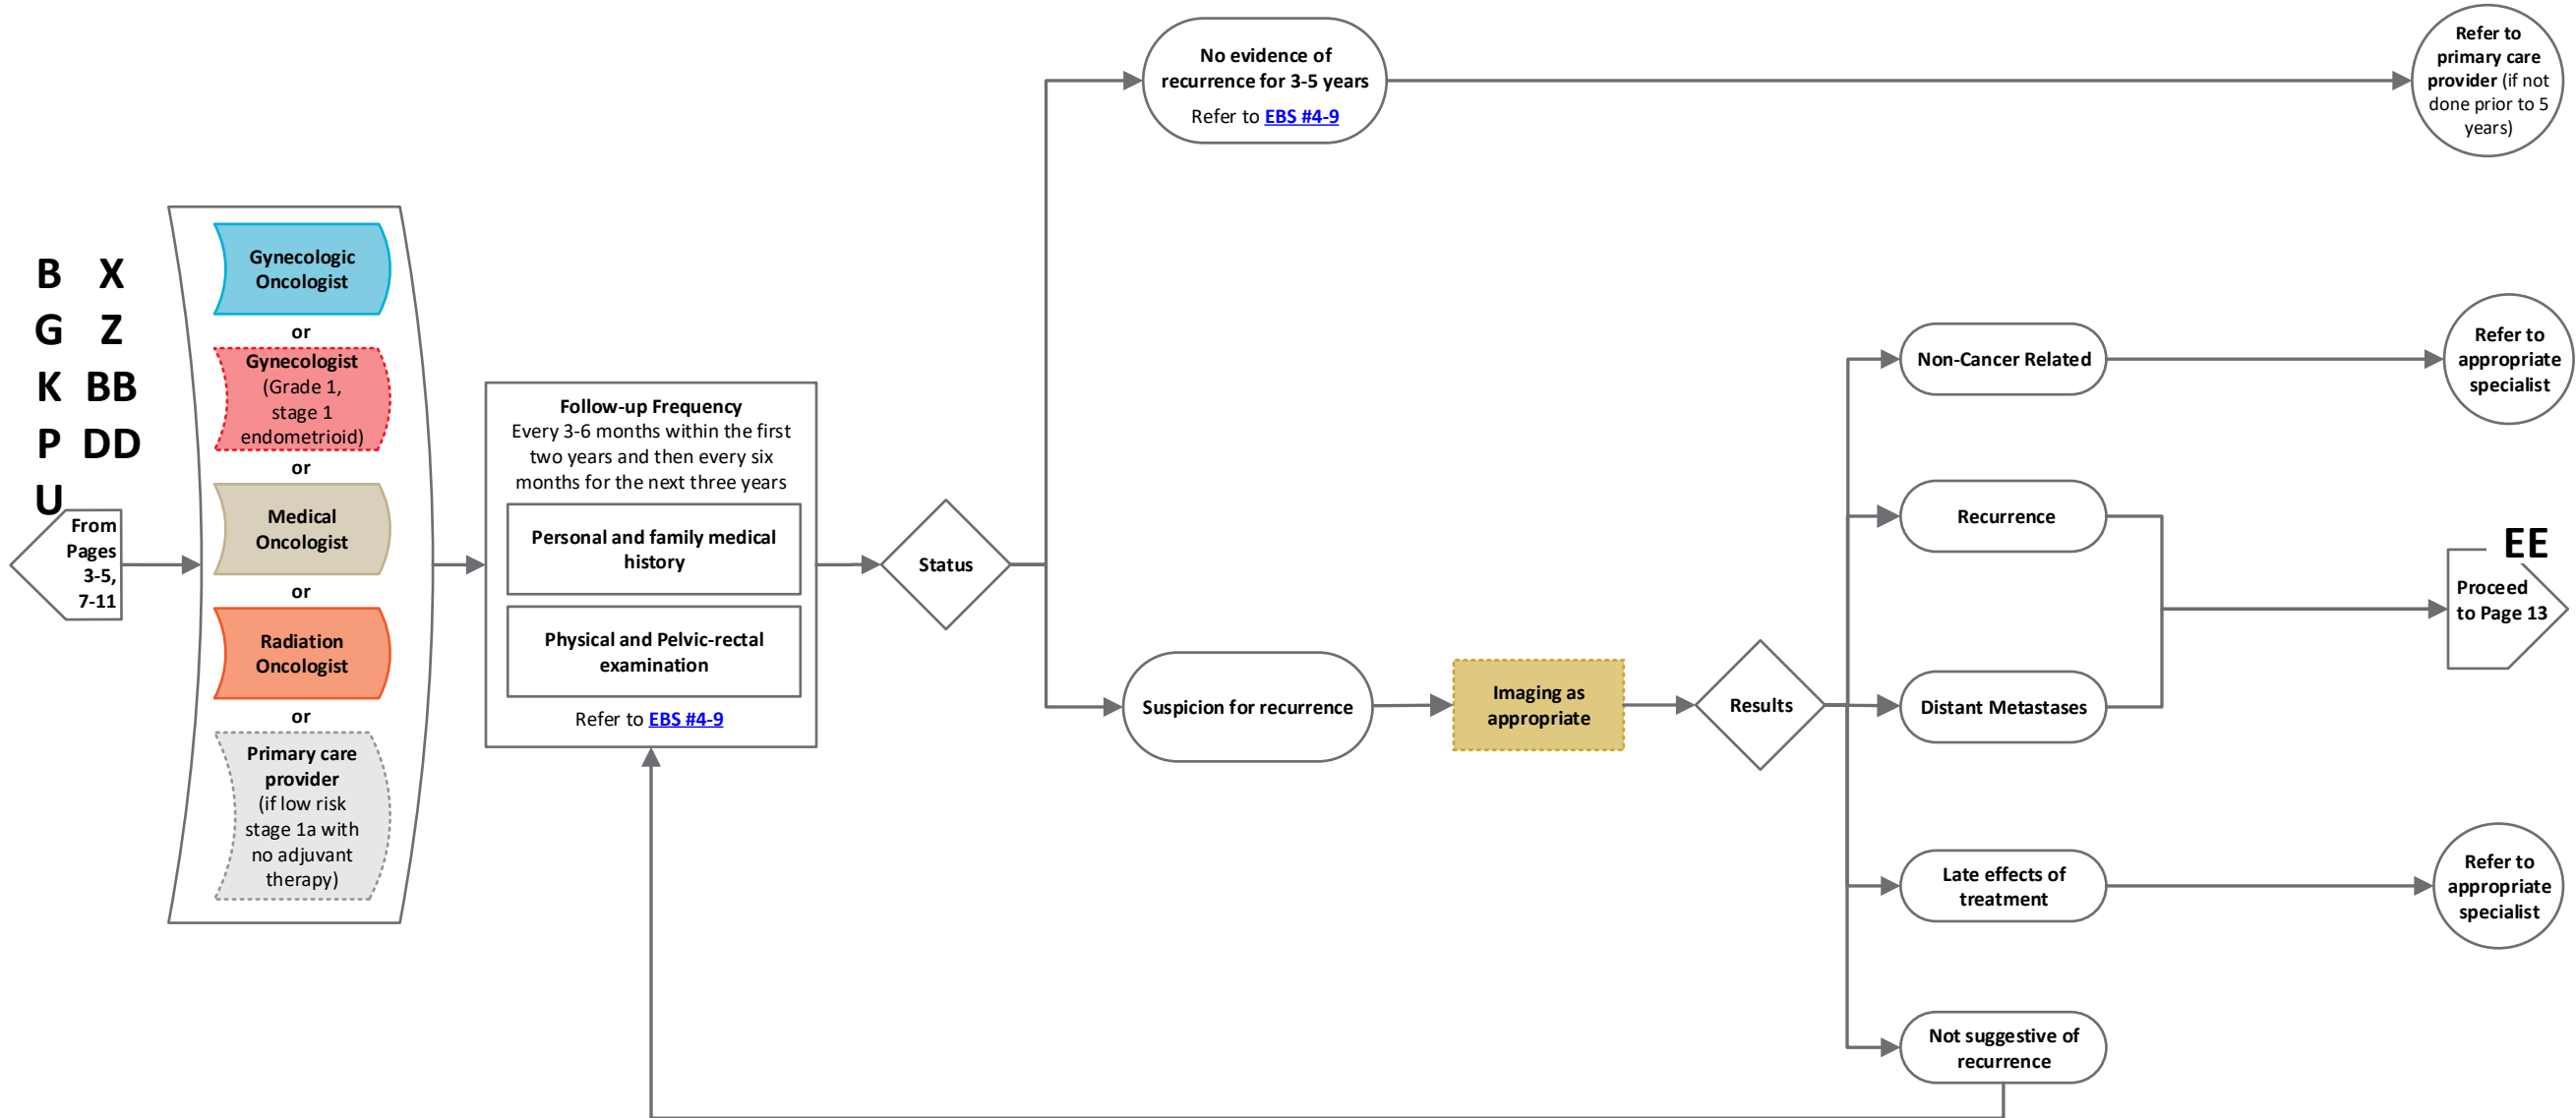 B X
G Z
K BB
P DD
U
From
Pages
3-5,
7-11
Gynecologic
Oncologist
or
Gynecologist
(Grade 1,
stage 1
endometrioid)
or
Medical
Oncologist
or
Radiation
Oncologist
or
Primary care
provider
(if low risk
stage 1a with
no adjuvant
therapy)
Follow-up Frequency
Every 3-6 months within the first
two years and then every six
months for the next three years
Personal and family medical
history
Physical and Pelvic-rectal
examination
Refer to EBS #4-9
Status
No evidence of
recurrence for 3-5 years
Refer to EBS #4-9
Refer to
primary care
provider (if not
done prior to 5
years)
Suspicion for recurrence
Imaging as
appropriate
Results
Non-Cancer Related
Refer to
appropriate
specialist
Recurrence
Distant Metastases
EE
Proceed
to Page 13
Late effects of
treatment
Refer to
appropriate
specialist
Not suggestive of
recurrence